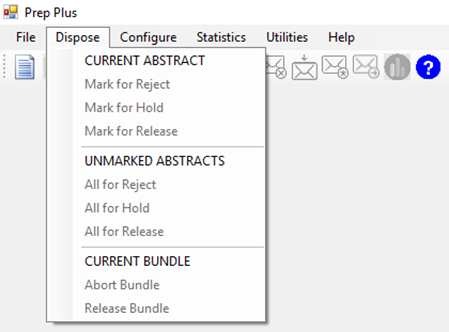 Prep Plus
File Dispose Configure Statistics Utilities Help
CURRENT ABSTRACT
Mark for Reject
Mark for Hold
Mark for Release
UNMARKED ABSTRACTS
All for Reject
All for Hold
All for Release
CURRENT BUNDLE
Abort Bundle
Release Bundle
?